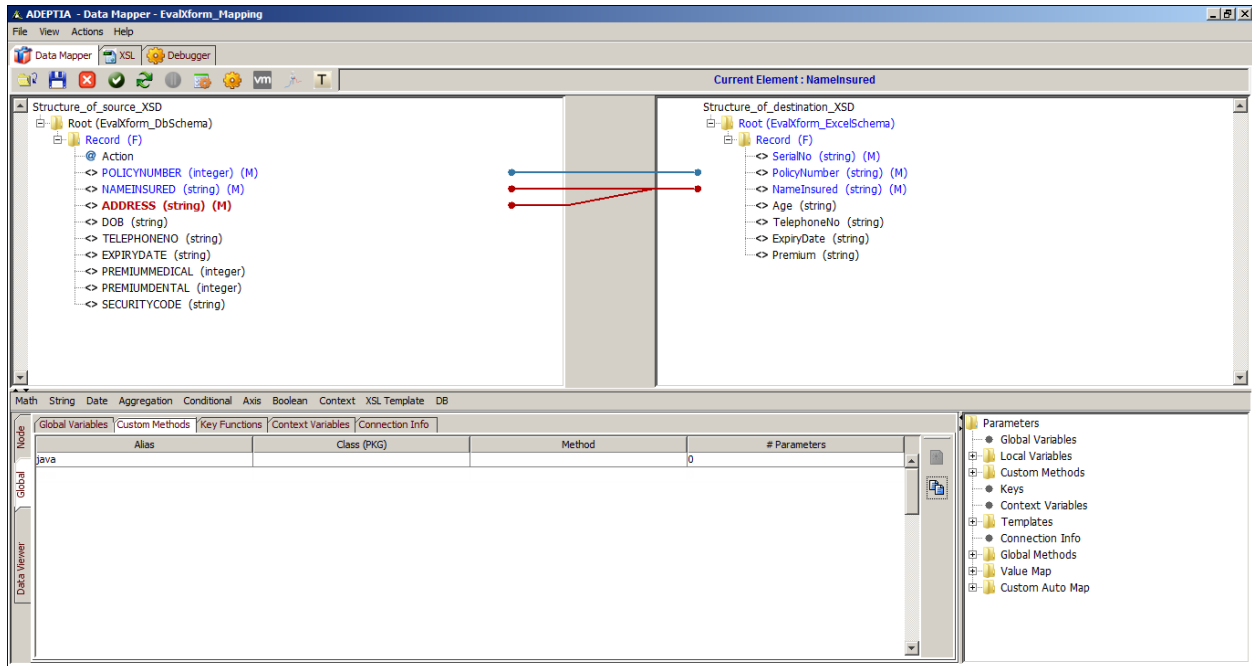 ADEPTIA - Data Mapper - EvalXform_Mapping
File View Actions Help
Data Mapper XSL Debugger
vm T Current Element : NameInsured
Structure_of_source_XSD
Root (EvalXform_DbSchema)
Record (F)
@ Action
<> POLICYNUMBER (integer) (M)
<> NAMEINSURED (string) (M)
<> ADDRESS (string) (M)
<> DOB (string)
<> TELEPHONENO (string)
<> EXPIRYDATE (string)
<> PREMIUMMEDICAL (integer)
<> PREMIUMDENTAL (integer)
<> SECURITYCODE (string)
Structure_of_destination_XSD
Root (EvalXform_ExcelSchema)
Record (F)
<> SerialNo (string) (M)
<> PolicyNumber (string) (M)
<> NameInsured (string) (M)
<> Age (string)
<> TelephoneNo (string)
<> ExpiryDate (string)
<> Premium (string)
Math String Date Aggregation Conditional Axis Boolean Context XSL Template DB
Node
Global
Data Viewer
Global Variables Custom Methods Key Functions Context Variables Connection Info
Alias Class (PKG) Method # Parameters
java 0
Parameters
Global Variables
Local Variables
Custom Methods
Keys
Context Variables
Templates
Connection Info
Global Methods
Value Map
Custom Auto Map